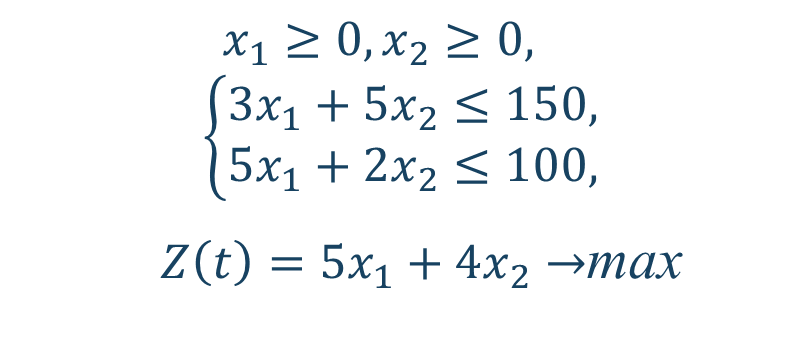 x₁ ≥ 0, x₂ ≥ 0,
{3x₁ + 5x₂ ≤ 150,
5x₁ + 2x₂ ≤ 100,
Z(t) = 5x₁ + 4x₂ →max